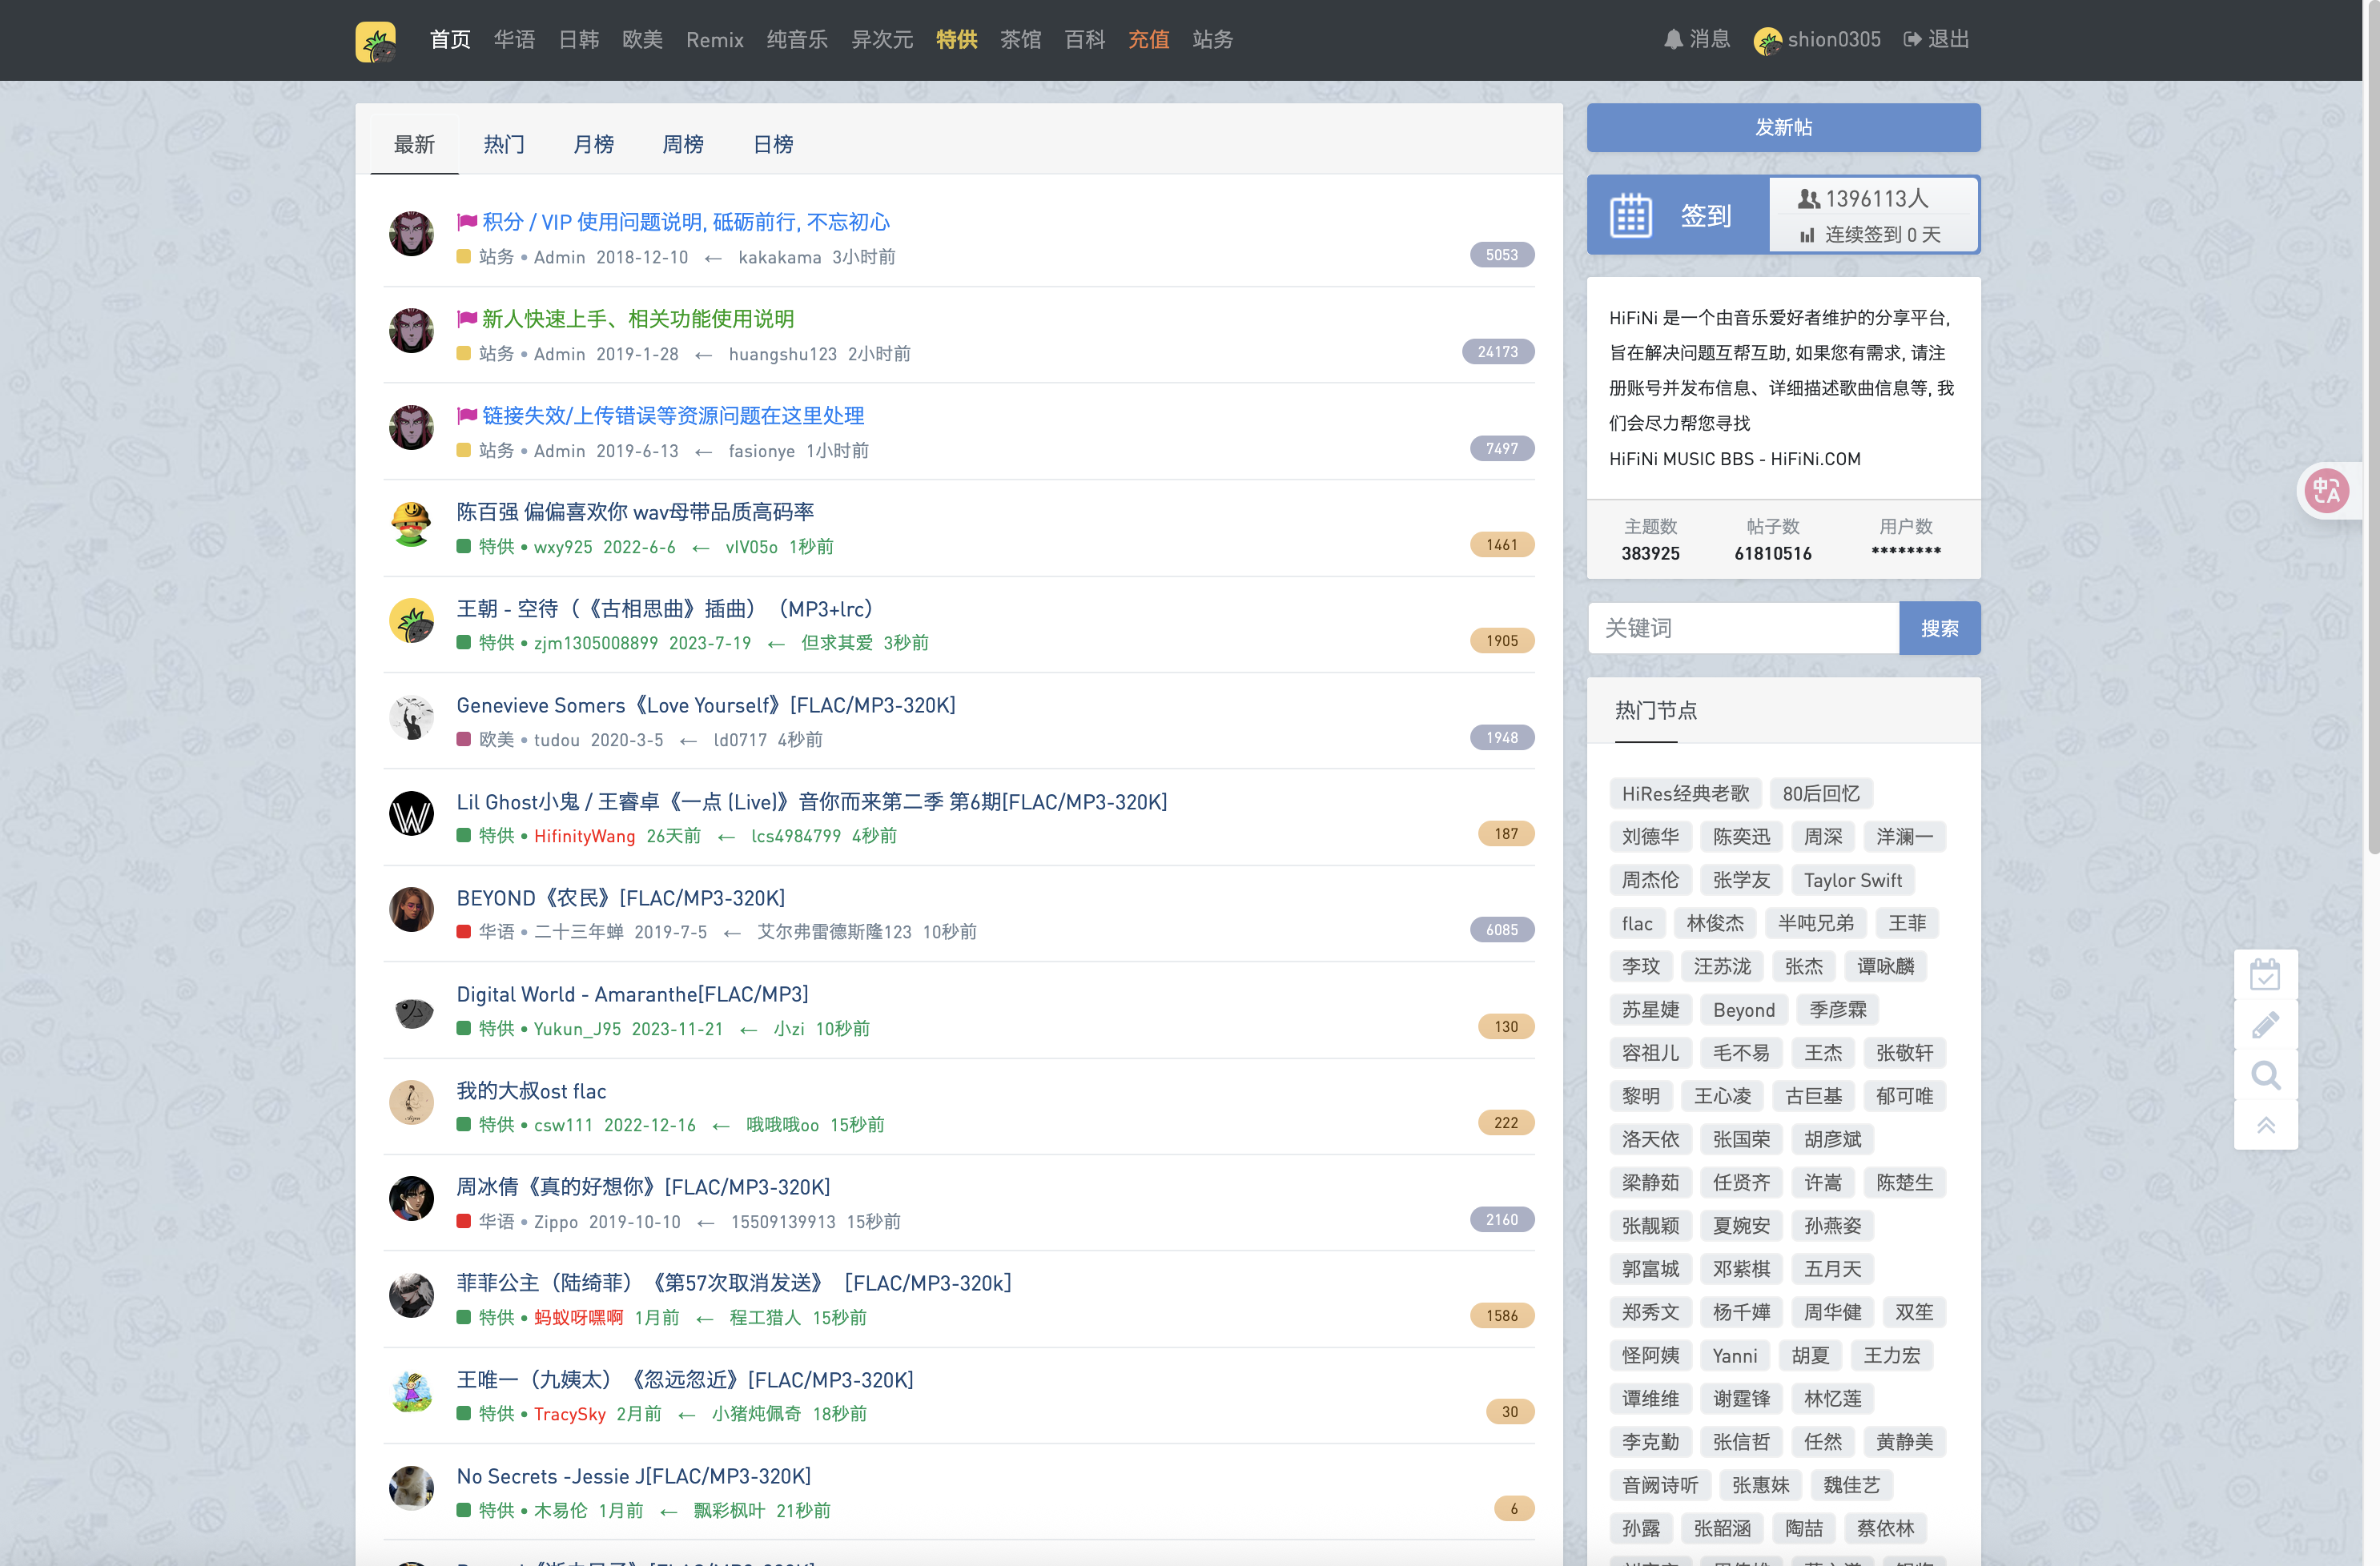 首页 华语 日韩 欧美 Remix 纯音乐 异次元 特供 茶馆 百科 充值 站务 消息 shion0305 退出
最新 热门 月榜 周榜 日榜
积分 / VIP 使用问题说明, 砥砺前行, 不忘初心
站务 • Admin 2018-12-10 ← kakakama 3小时前 5053
新人快速上手、相关功能使用说明
站务 • Admin 2019-1-28 ← huangshu123 2小时前 24173
链接失效/上传错误等资源问题在这里处理
站务 • Admin 2019-6-13 ← fasionye 1小时前 7497
陈百强 偏偏喜欢你 wav母带品质高码率
特供 • wxy925 2022-6-6 ← vIV05o 1秒前 1461
王朝 - 空待（《古相思曲》插曲）（MP3+lrc）
特供 • zjm1305008899 2023-7-19 ← 但求其爱 3秒前 1905
Genevieve Somers《Love Yourself》[FLAC/MP3-320K]
欧美 • tudou 2020-3-5 ← ld0717 4秒前 1948
Lil Ghost小鬼 / 王睿卓《一点 (Live)》音你而来第二季 第6期[FLAC/MP3-320K]
特供 • HifinityWang 26天前 ← lcs4984799 4秒前 187
BEYOND《农民》[FLAC/MP3-320K]
华语 • 二十三年蝉 2019-7-5 ← 艾尔弗雷德斯隆123 10秒前 6085
Digital World - Amaranthe[FLAC/MP3]
特供 • Yukun_J95 2023-11-21 ← 小zi 10秒前 130
我的大叔ost flac
特供 • csw111 2022-12-16 ← 哦哦哦oo 15秒前 222
周冰倩《真的好想你》[FLAC/MP3-320K]
华语 • Zippo 2019-10-10 ← 15509139913 15秒前 2160
菲菲公主（陆绮菲）《第57次取消发送》 [FLAC/MP3-320k]
特供 • 蚂蚁呀嘿啊 1月前 ← 程工猎人 15秒前 1586
王唯一（九姨太）《忽远忽近》[FLAC/MP3-320K]
特供 • TracySky 2月前 ← 小猪炖佩奇 18秒前 30
No Secrets -Jessie J[FLAC/MP3-320K]
特供 • 木易伦 1月前 ← 飘彩枫叶 21秒前 6
发新帖
签到
1396113人
连续签到 0 天
HiFiNi 是一个由音乐爱好者维护的分享平台,
旨在解决问题互帮互助, 如果您有需求, 请注
册账号并发布信息、详细描述歌曲信息等, 我
们会尽力帮您寻找
HiFiNi MUSIC BBS - HiFiNi.COM
主题数 帖子数 用户数
383925 61810516 ********
关键词 搜索
热门节点
HiRes经典老歌 80后回忆
刘德华 陈奕迅 周深 洋澜一
周杰伦 张学友 Taylor Swift
flac 林俊杰 半吨兄弟 王菲
李玟 汪苏泷 张杰 谭咏麟
苏星婕 Beyond 季彦霖
容祖儿 毛不易 王杰 张敬轩
黎明 王心凌 古巨基 郁可唯
洛天依 张国荣 胡彦斌
梁静茹 任贤齐 许嵩 陈楚生
张靓颖 夏婉安 孙燕姿
郭富城 邓紫棋 五月天
郑秀文 杨千嬅 周华健 双笙
怪阿姨 Yanni 胡夏 王力宏
谭维维 谢霆锋 林忆莲
李克勤 张信哲 任然 黄静美
音阙诗听 张惠妹 魏佳艺
孙露 张韶涵 陶喆 蔡依林
中A